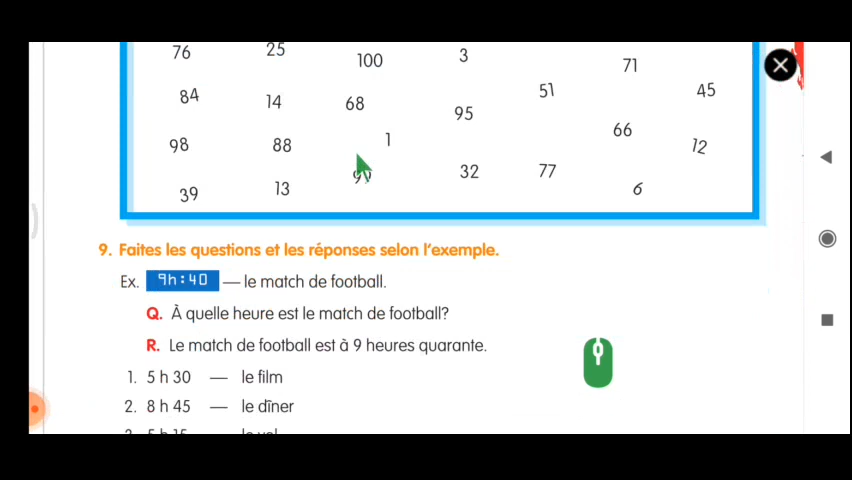 76 25 100 3 71
84 14 68 95 51 45
98 88 1 66 12
39 13 32 77 6
9. Faites les questions et les réponses selon l'exemple.
Ex. 9h:40 — le match de football.
Q. À quelle heure est le match de football?
R. Le match de football est à 9 heures quarante.
1. 5 h 30 — le film
2. 8 h 45 — le dîner